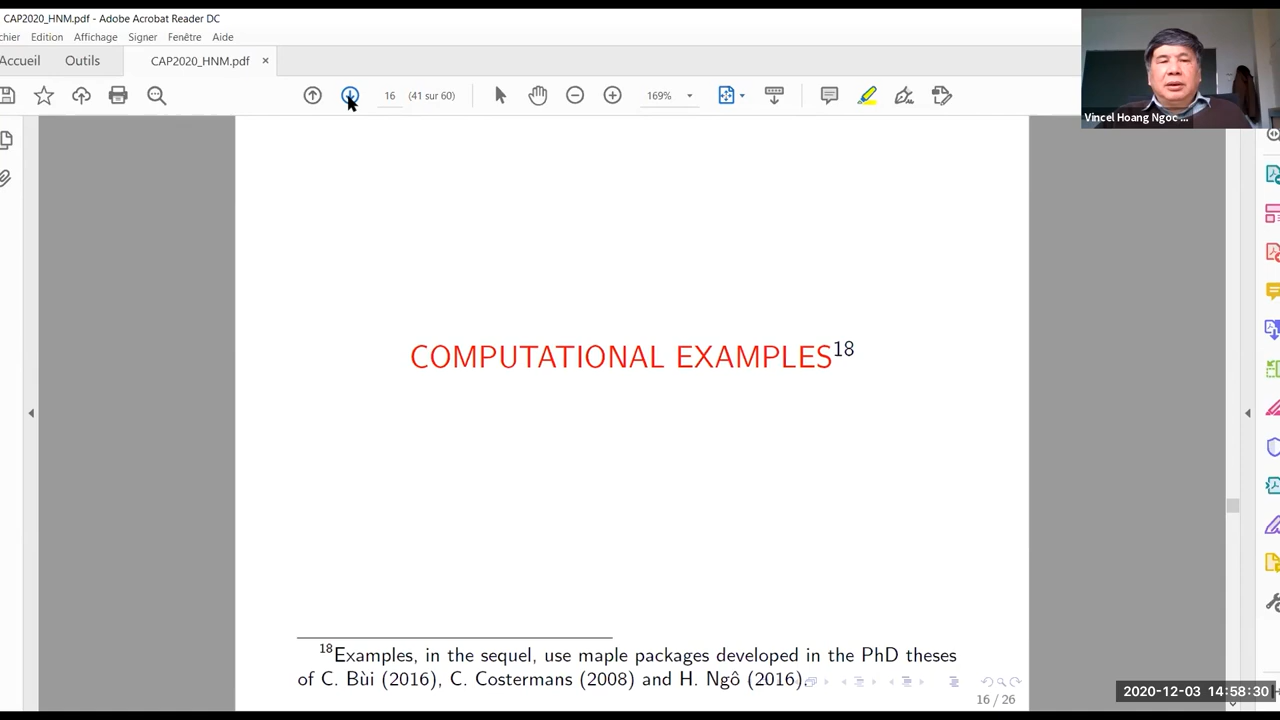 CAP2020_HNM.pdf - Adobe Acrobat Reader DC
chier Edition Affichage Signer Fenêtre Aide
Accueil Outils CAP2020_HNM.pdf ×
16 (41 sur 60) 169%
Vincel Hoang Ngoc ...
COMPUTATIONAL EXAMPLES18
18Examples, in the sequel, use maple packages developed in the PhD theses
of C. Bùi (2016), C. Costermans (2008) and H. Ngô (2016).
16 / 26
2020-12-03 14:58:30